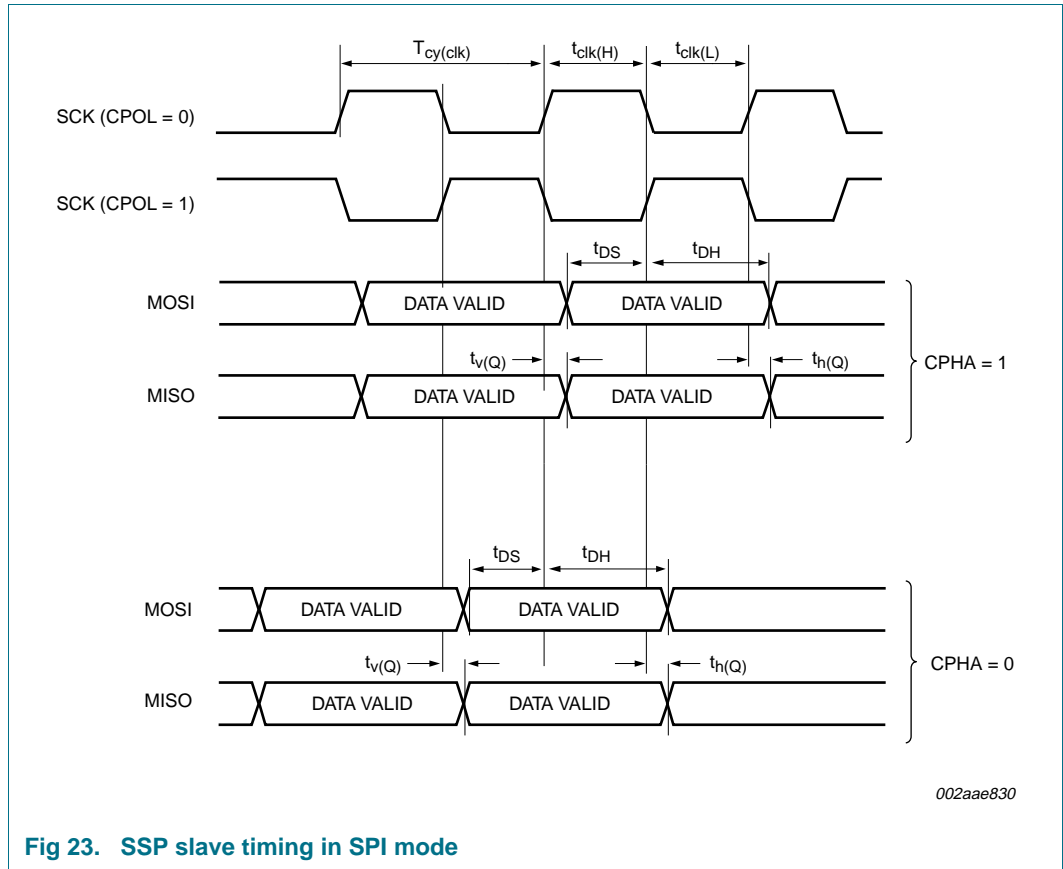 Tcy(clk) tclk(H) tclk(L)
SCK (CPOL = 0)
SCK (CPOL = 1)
tDS tDH
MOSI DATA VALID DATA VALID
tv(Q) th(Q)
CPHA = 1
MISO DATA VALID DATA VALID
tDS tDH
MOSI DATA VALID DATA VALID
tv(Q) th(Q)
CPHA = 0
MISO DATA VALID DATA VALID
002aae830
Fig 23. SSP slave timing in SPI mode